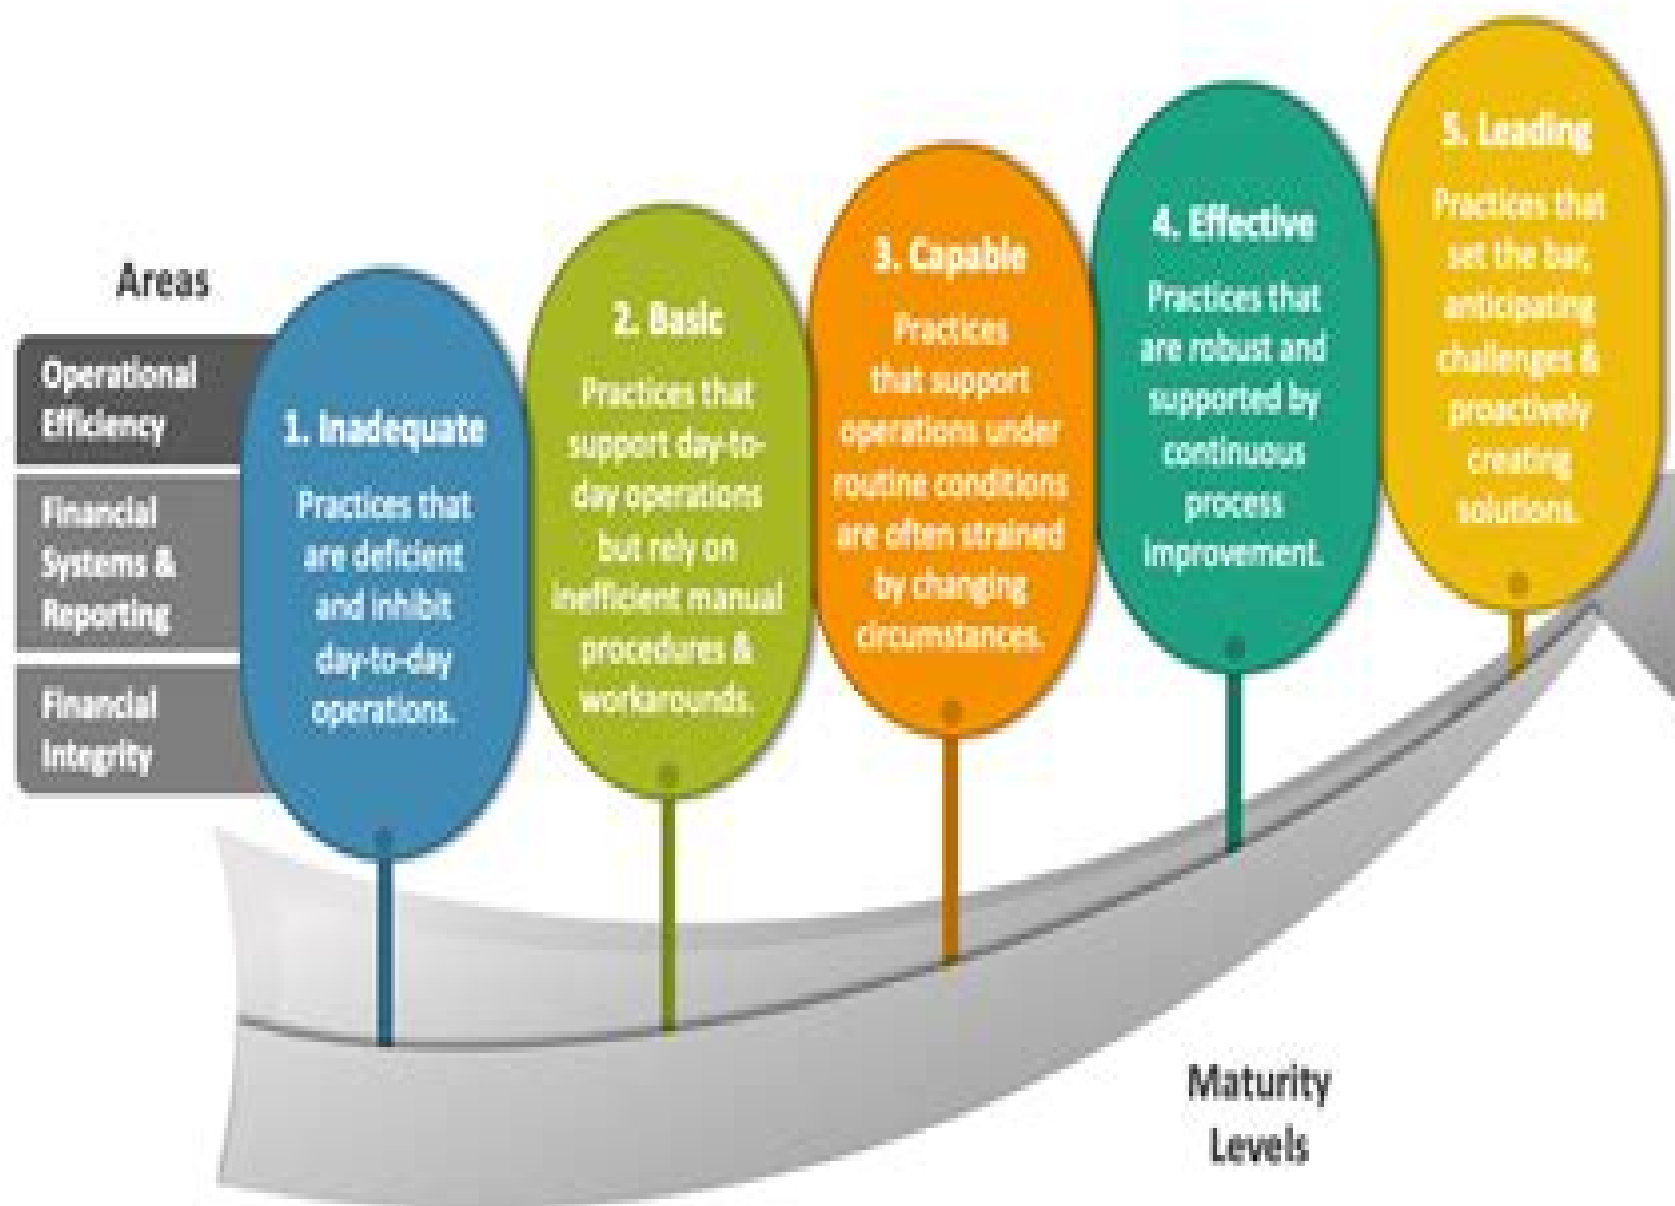 Areas
Operational
Efficiency
Financial
Systems &
Reporting
Financial
Integrity
1. Inadequate
Practices that
are deficient
and inhibit
day-to-day
operations.
2. Basic
Practices that
support day-to-
day operations
but rely on
inefficient manual
procedures &
workarounds.
3. Capable
Practices
that support
operations under
routine conditions
are often strained
by changing
circumstances.
4. Effective
Practices that
are robust and
supported by
continuous
process
improvement.
5. Leading
Practices that
set the bar,
anticipating
challenges &
proactively
creating
solutions.
Maturity
Levels